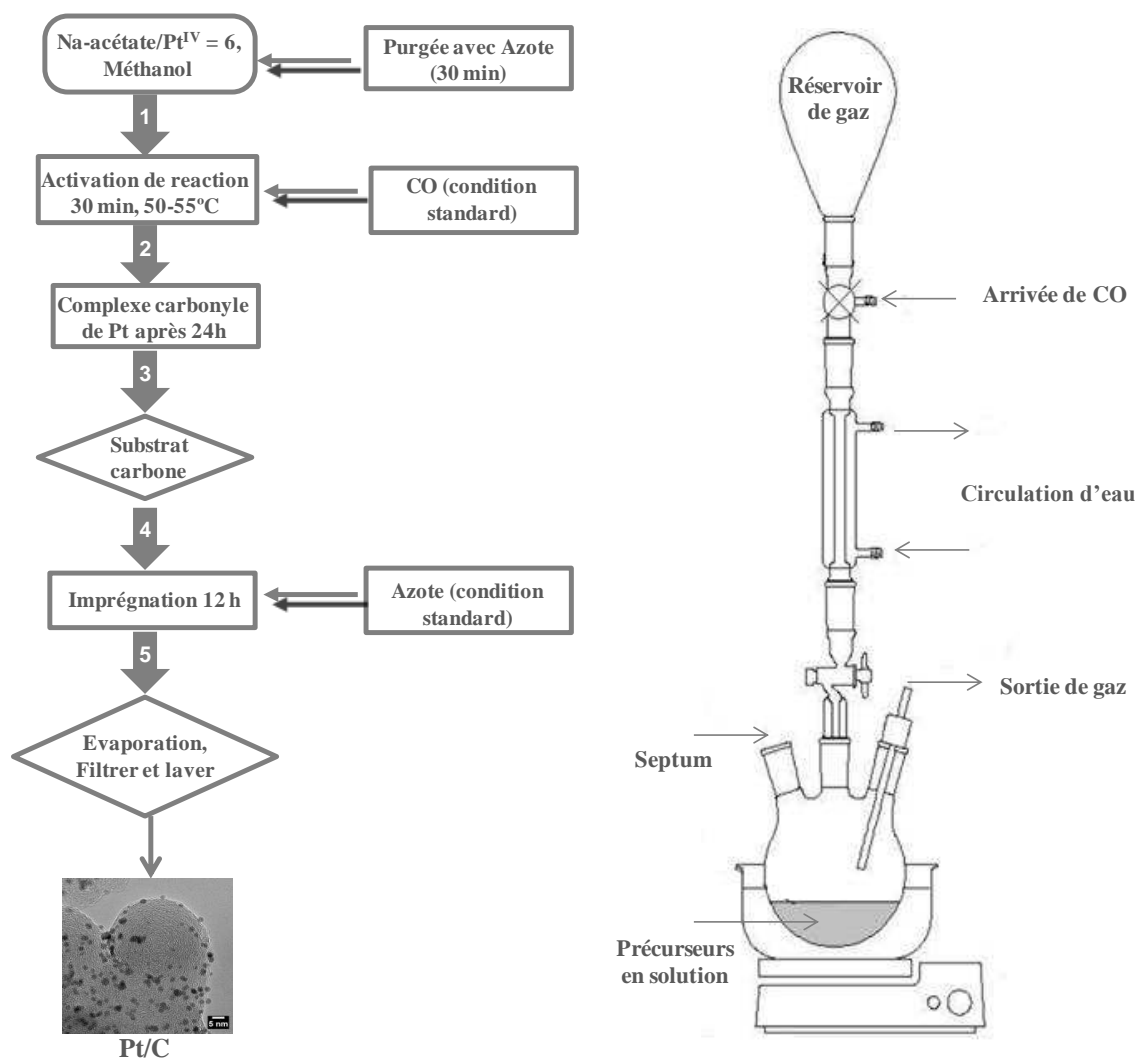 Na-acétate/Pt^IV = 6,
Méthanol
Purgée avec Azote
(30 min)
1
Activation de reaction
30 min, 50-55ºC
CO (condition
standard)
2
Complexe carbonyle
de Pt après 24h
3
Substrat
carbone
4
Imprégnation 12 h
Azote (condition
standard)
5
Evaporation,
Filtrer et laver
5 nm
Pt/C
Réservoir
de gaz
Arrivée de CO
Circulation d’eau
Sortie de gaz
Septum
Précurseurs
en solution